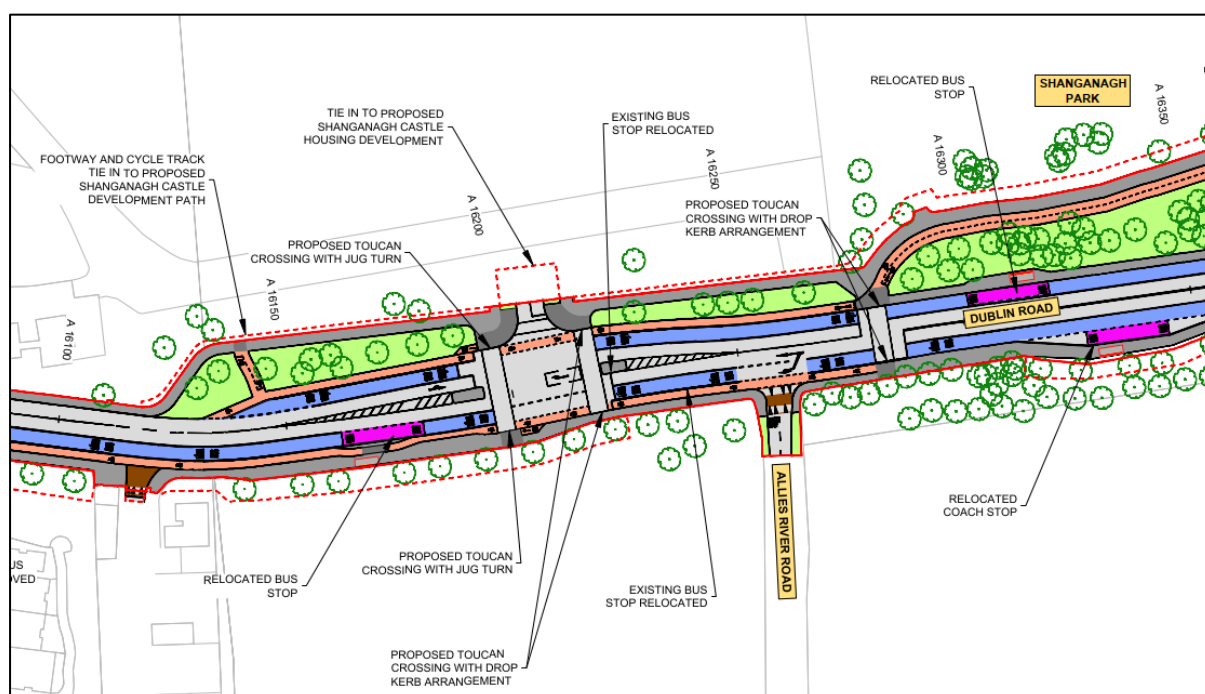 RELOCATED BUS
STOP
SHANGANAGH
PARK
A 16350
TIE IN TO PROPOSED
SHANGANAGH CASTLE
HOUSING DEVELOPMENT
EXISTING BUS
STOP RELOCATED
A 16300
FOOTWAY AND CYCLE TRACK
TIE IN TO PROPOSED
SHANGANAGH CASTLE
DEVELOPMENT PATH
A 16250
A 16200
PROPOSED TOUCAN
CROSSING WITH DROP
KERB ARRANGEMENT
PROPOSED TOUCAN
CROSSING WITH JUG TURN
A 16150
A 16100
DUBLIN ROAD
ALLIES RIVER ROAD
RELOCATED
COACH STOP
PROPOSED TOUCAN
CROSSING WITH JUG TURN
RELOCATED BUS
STOP
EXISTING BUS
STOP RELOCATED
PROPOSED TOUCAN
CROSSING WITH DROP
KERB ARRANGEMENT